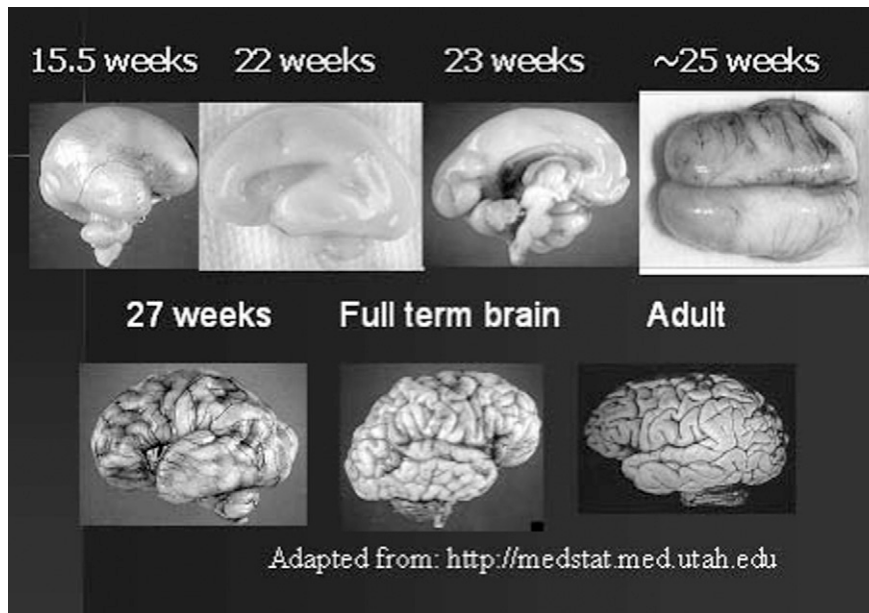 15.5 weeks 22 weeks 23 weeks ~25 weeks
27 weeks Full term brain Adult
Adapted from: http://medstat.med.utah.edu